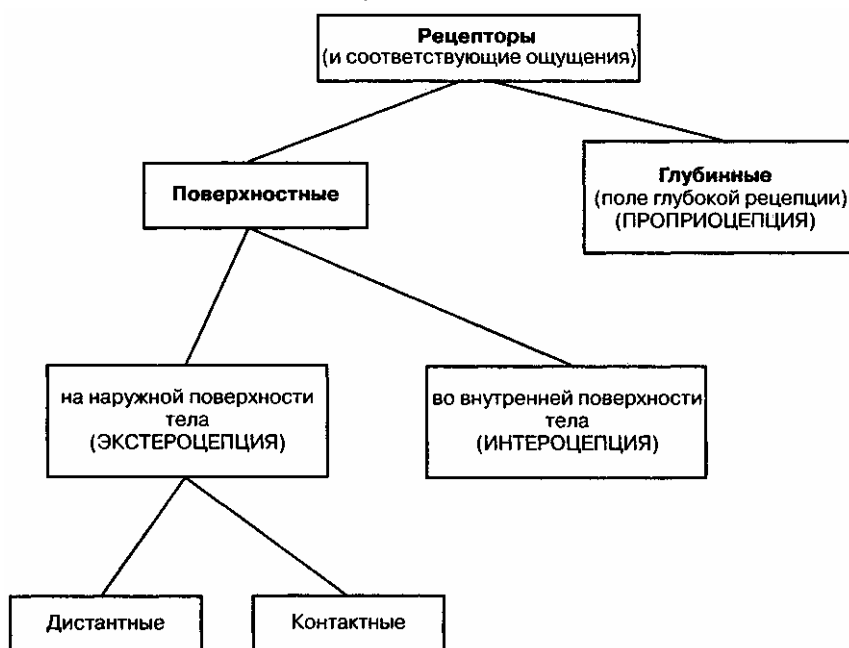 Рецепторы
(и соответствующие ощущения)
Поверхностные
Глубинные
(поле глубокой рецепции)
(ПРОПРИОЦЕПЦИЯ)
на наружной поверхности
тела
(ЭКСТЕРОЦЕПЦИЯ)
во внутренней поверхности
тела
(ИНТЕРОЦЕПЦИЯ)
Дистантные
Контактные